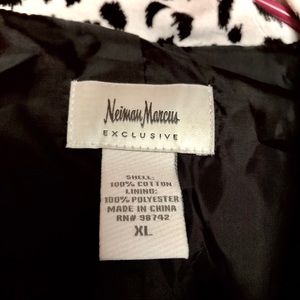 Neiman Marcus
EXCLUSIVE
SHELL:
100% COTTON
LINING:
100% POLYESTER
MADE IN CHINA
RN# 98742
XL